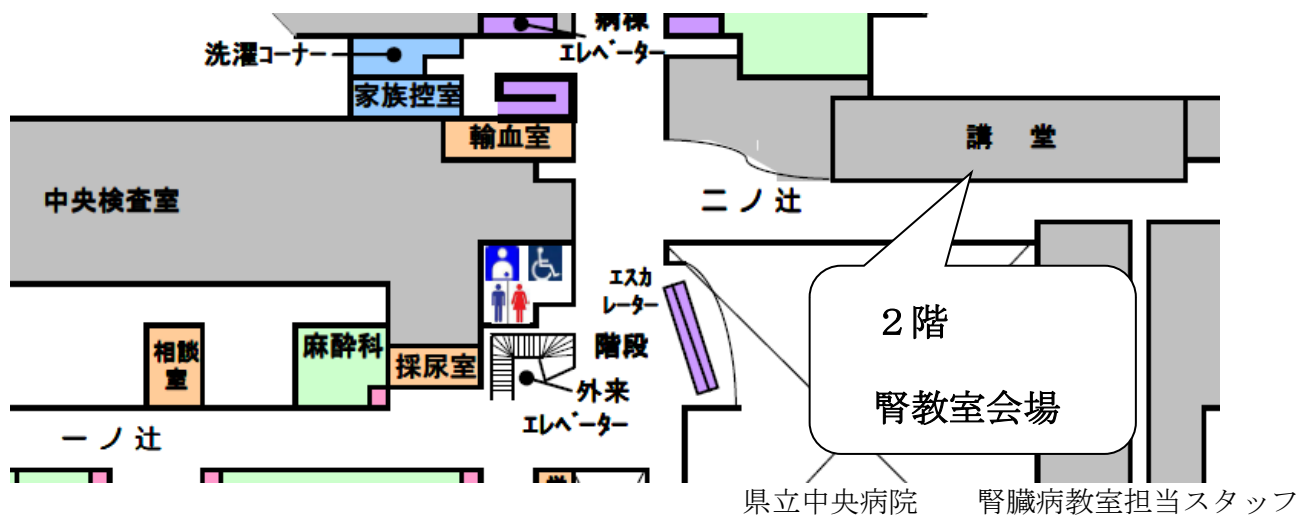 病棟
エレベーター
洗濯コーナー
家族控室
輸血室
講　堂
中央検査室
二ノ辻
エスカ
レーター
２階
腎教室会場
階段
相談
室
麻酔科
採尿室
外来
エレベーター
一ノ辻
県立中央病院　　腎臓病教室担当スタッフ